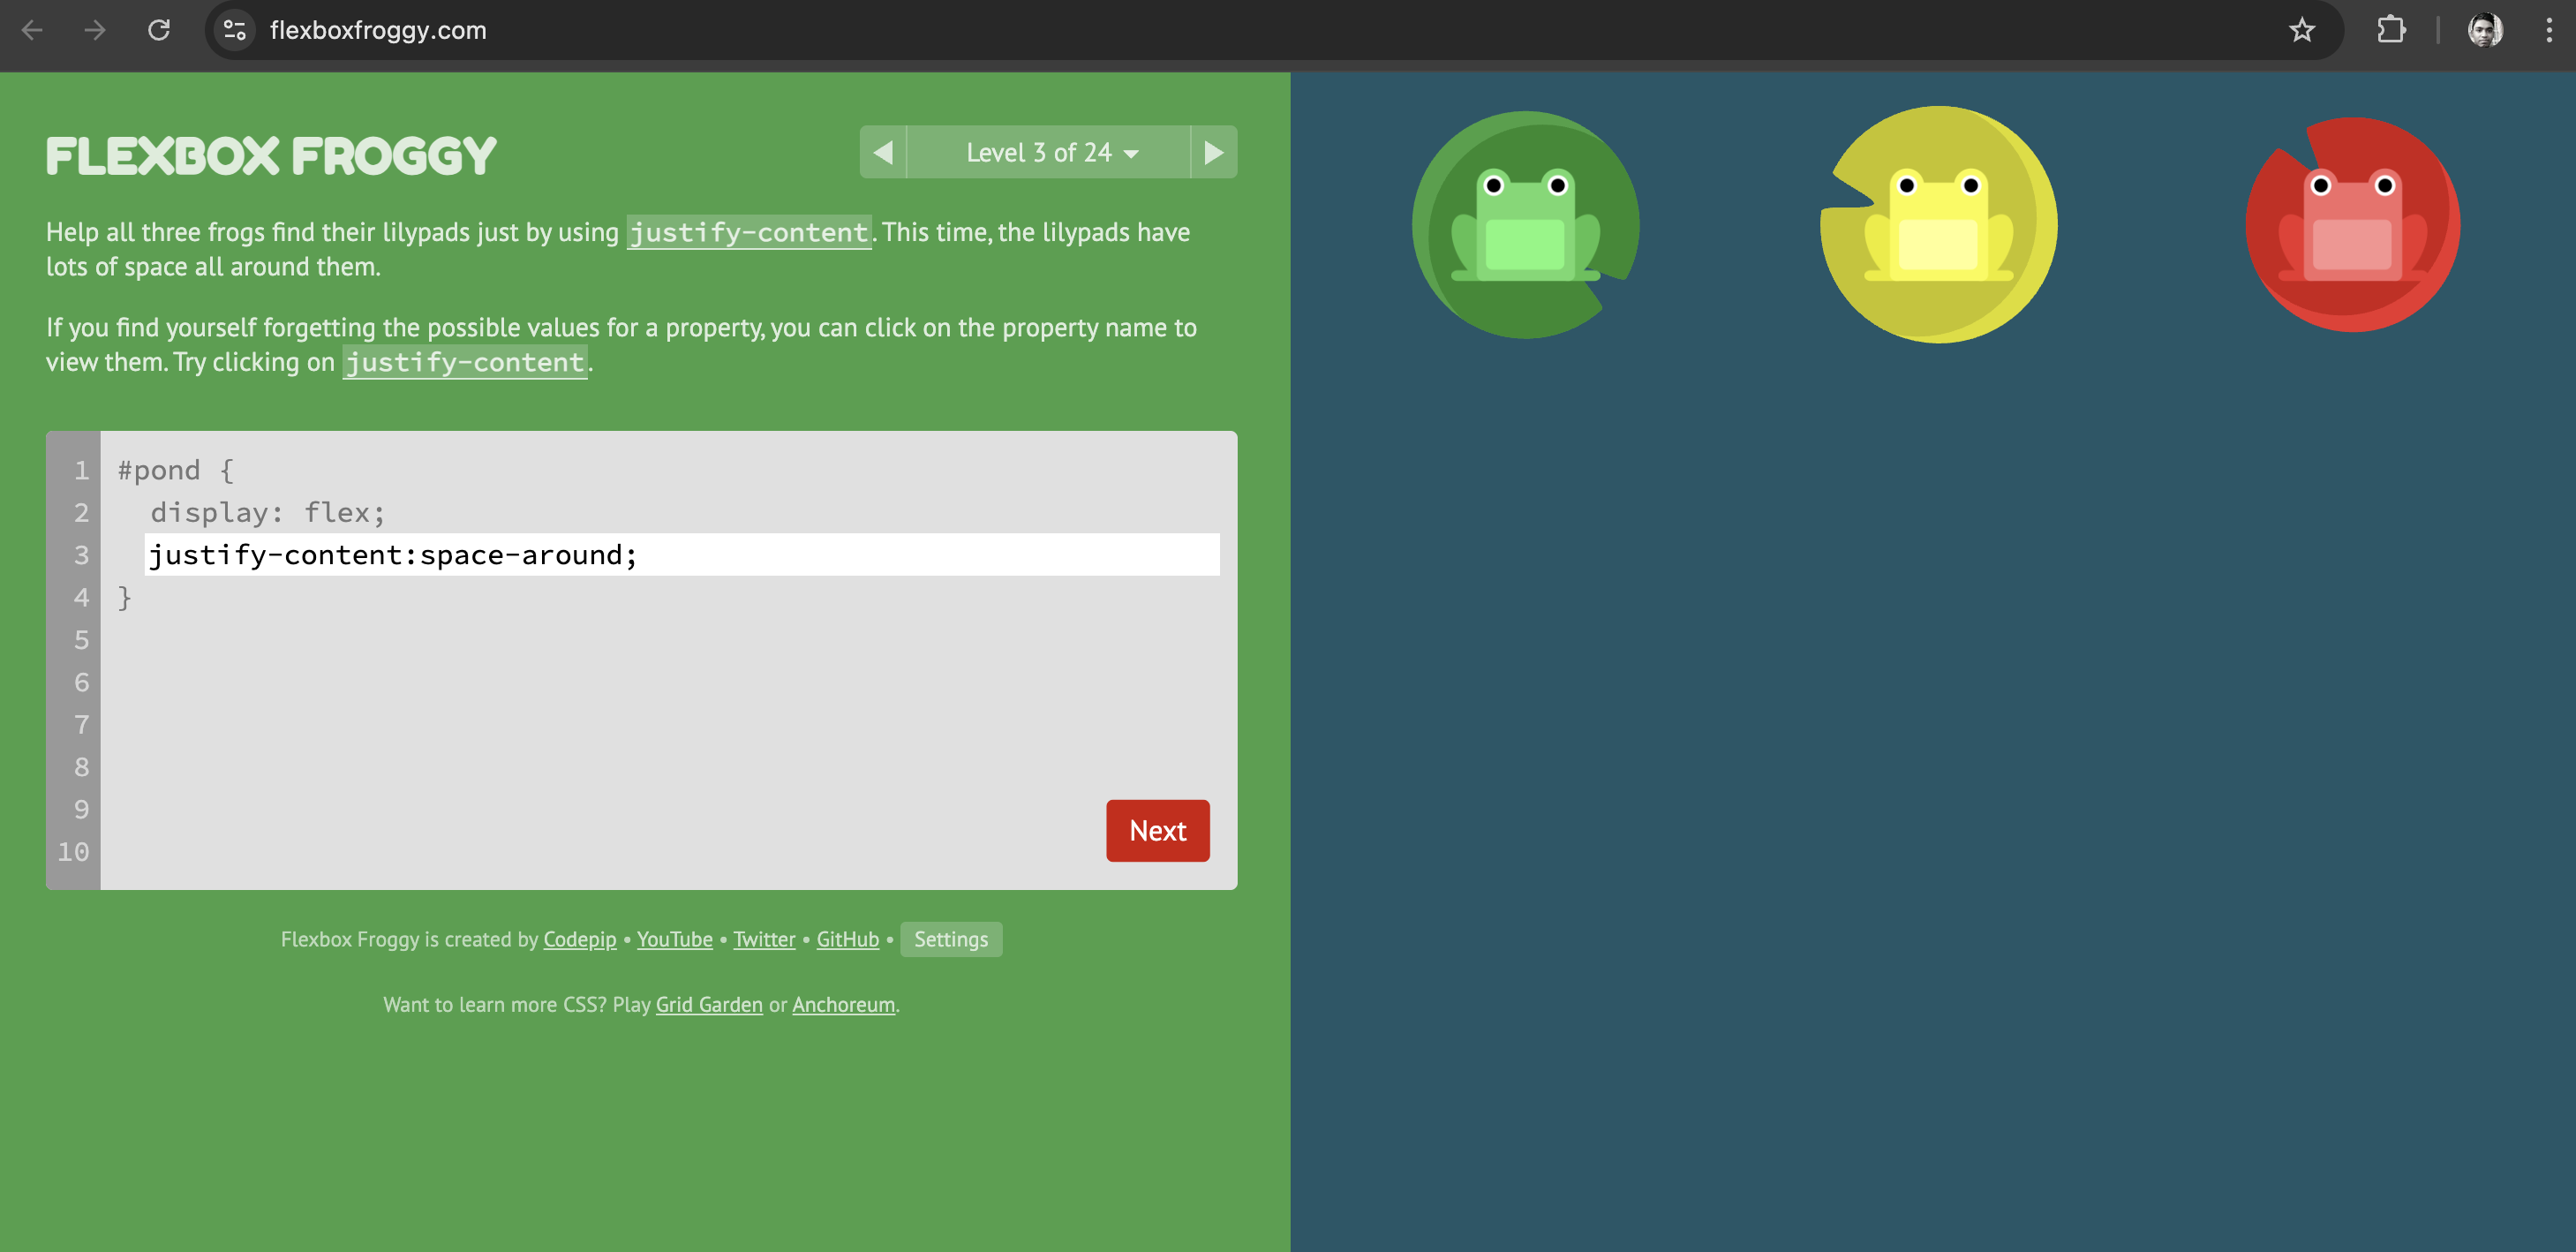 flexboxfroggy.com
FLEXBOX FROGGY
Level 3 of 24
Help all three frogs find their lilypads just by using justify-content. This time, the lilypads have
lots of space all around them.
If you find yourself forgetting the possible values for a property, you can click on the property name to
view them. Try clicking on justify-content.
1 #pond {
2 display: flex;
3 justify-content:space-around;
4 }
5
6
7
8
9
10
Next
Flexbox Froggy is created by Codepip • YouTube • Twitter • GitHub • Settings
Want to learn more CSS? Play Grid Garden or Anchoreum.